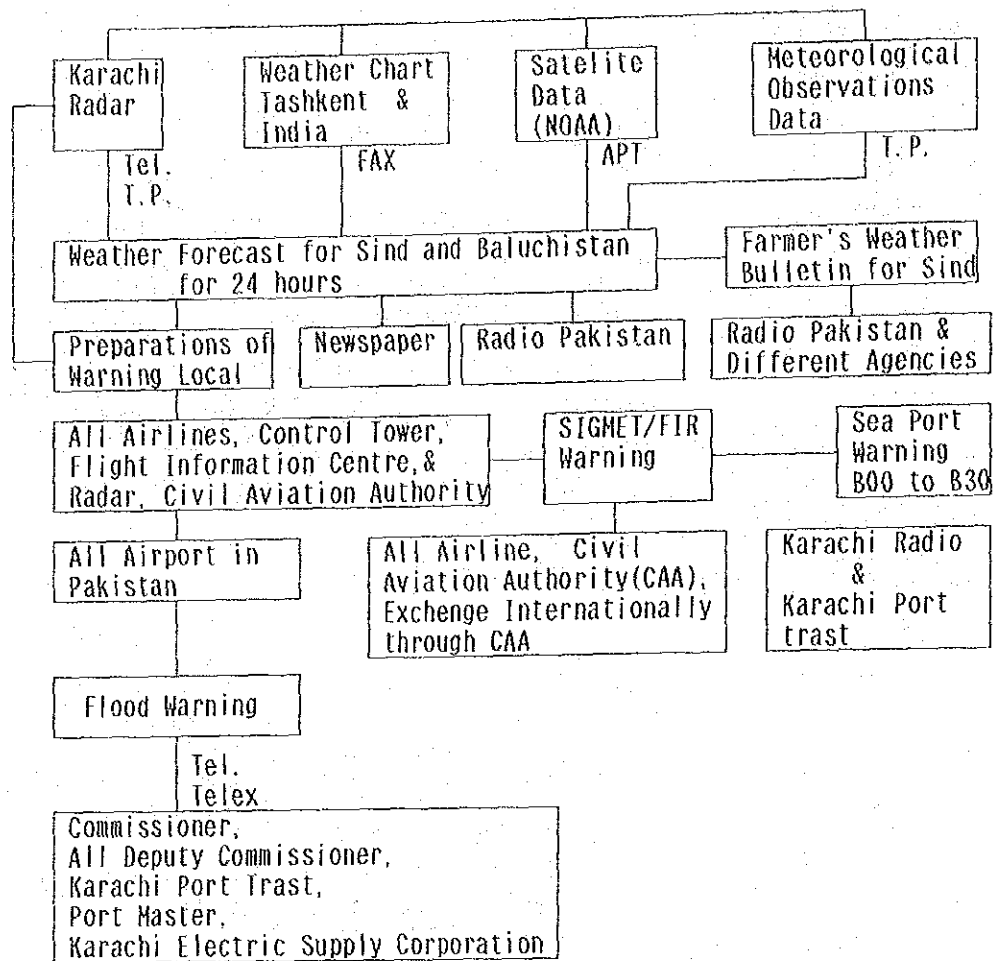 Karachi
Radar
Weather Chart
Tashkent &
India
Satelite
Data
(NOAA)
Meteorological
Observations
Data
Tel.
T.P.
FAX
APT
T.P.
Weather Forecast for Sind and Baluchistan
for 24 hours
Farmer's Weather
Bulletin for Sind
Preparations of
Warning Local
Newspaper
Radio Pakistan
Radio Pakistan &
Different Agencies
All Airlines, Control Tower,
Flight Information Centre,&
Radar, Civil Aviation Authority
SIGMET/FIR
Warning
Sea Port
Warning
B00 to B30
All Airport in
Pakistan
All Airline, Civil
Aviation Authority(CAA),
Exchenge Internationally
through CAA
Karachi Radio
&
Karachi Port
trast
Flood Warning
Tel.
Telex
Commissioner,
All Deputy Commissioner,
Karachi Port Trast,
Port Master,
Karachi Electric Supply Corporation